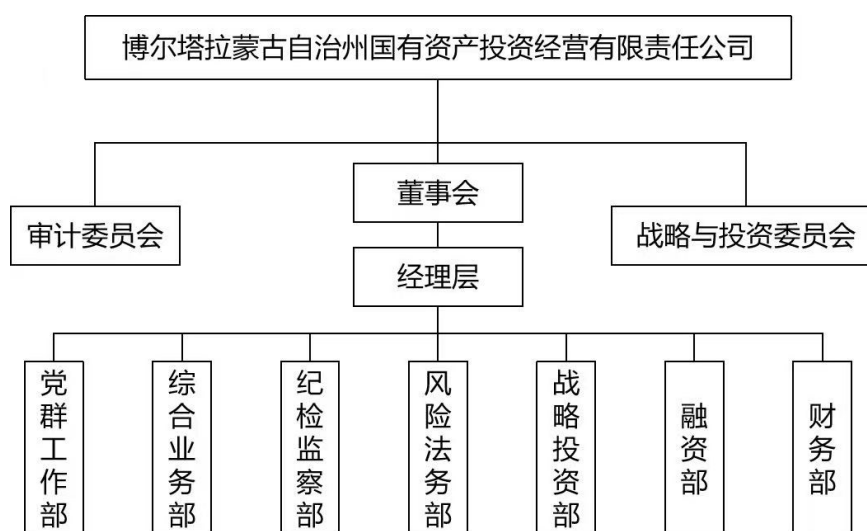 博尔塔拉蒙古自治州国有资产投资经营有限责任公司
董事会
审计委员会
战略与投资委员会
经理层
党群工作部
综合业务部
纪检监察部
风险法务部
战略投资部
融资部
财务部